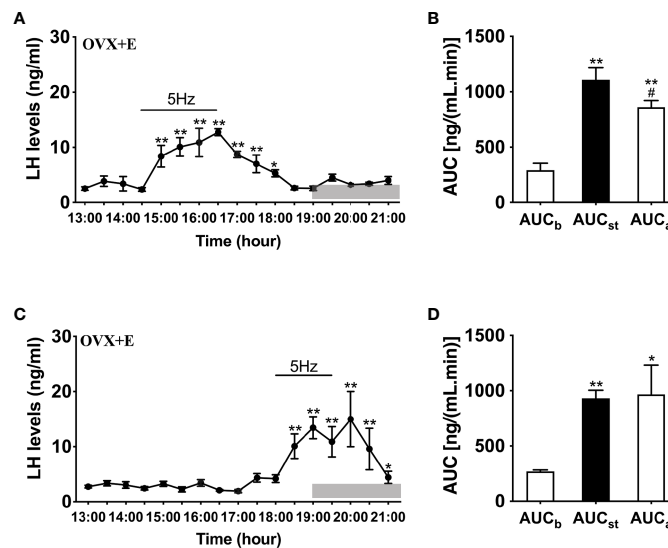 A
OVX+E
LH levels (ng/ml)
30
20
10
0
5Hz
** ** ** ** ** ** *
13:00 14:00 15:00 16:00 17:00 18:00 19:00 20:00 21:00
Time (hour)
B
AUC [ng/(mL.min)]
1500
1000
500
0
**
**
#
AUCb AUCst
C
OVX+E
LH levels (ng/ml)
30
20
10
0
5Hz
** ** ** ** ** *
13:00 14:00 15:00 16:00 17:00 18:00 19:00 20:00 21:00
Time (hour)
D
AUC [ng/(mL.min)]
1500
1000
500
0
**
*
AUCb AUCst